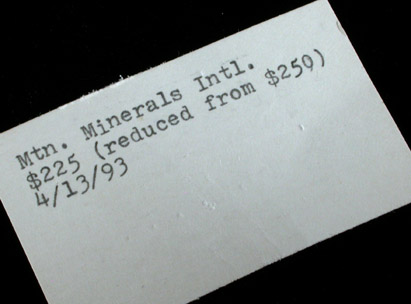 Mtn. Minerals Intl.
$225 (reduced from $250)
4/13/93